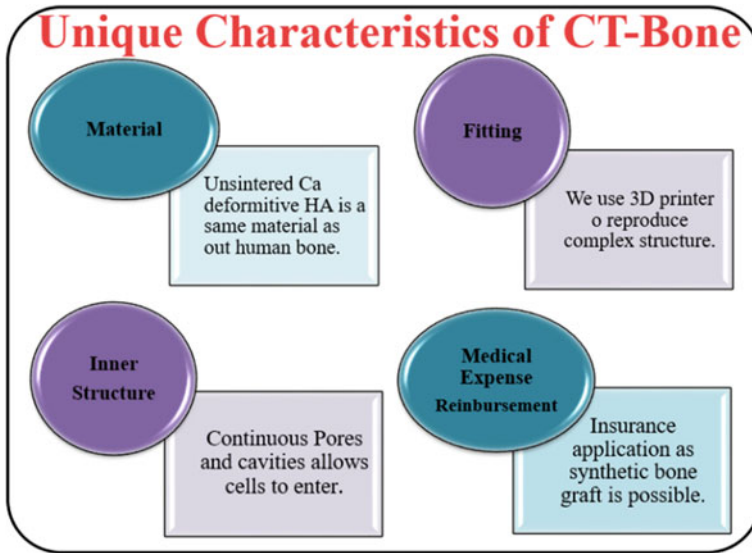 Unique Characteristics of CT-Bone
Material
Unsintered Ca
deformitive HA is a
same material as
out human bone.
Fitting
We use 3D printer
o reproduce
complex structure.
Inner
Structure
Continuous Pores
and cavities allows
cells to enter.
Medical
Expense
Reinbursement
Insurance
application as
synthetic bone
graft is possible.